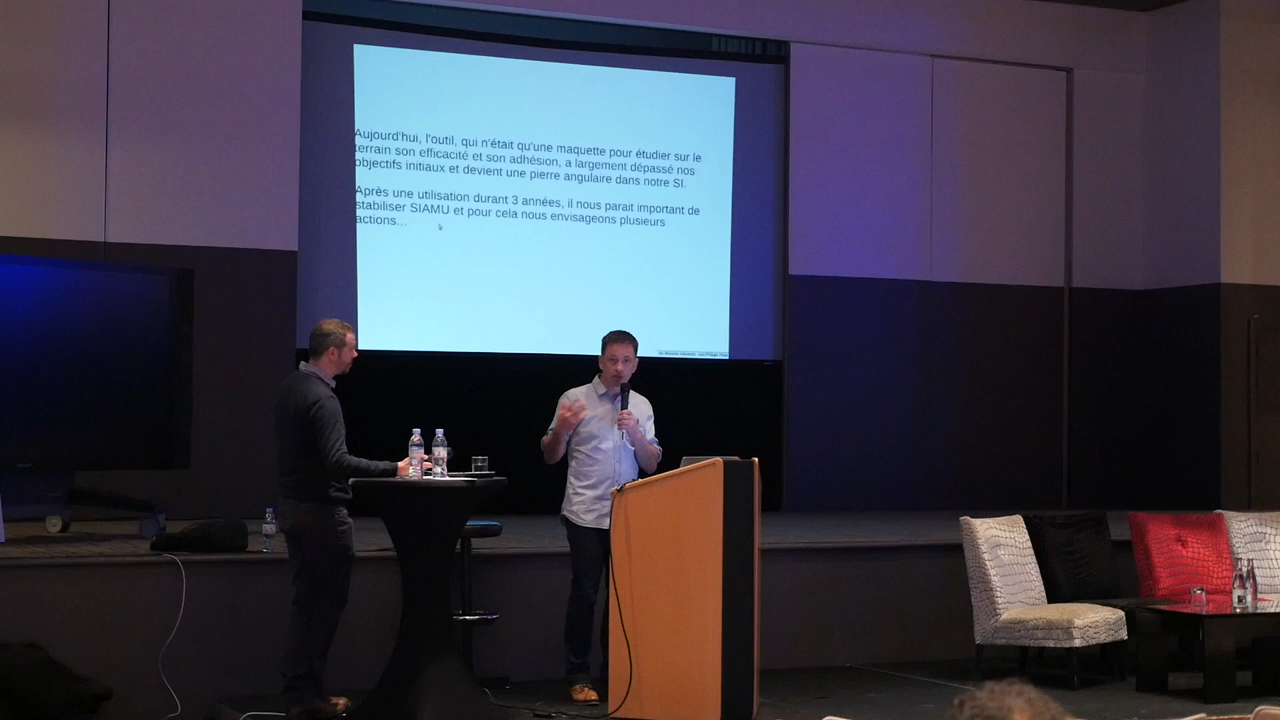 Aujourd'hui, l'outil, qui n'était qu'une maquette pour étudier sur le
terrain son efficacité et son adhésion, a largement dépassé nos
objectifs initiaux et devient une pierre angulaire dans notre SI.
Après une utilisation durant 3 années, il nous parait important de
stabiliser SIAMU et pour cela nous envisageons plusieurs
actions...